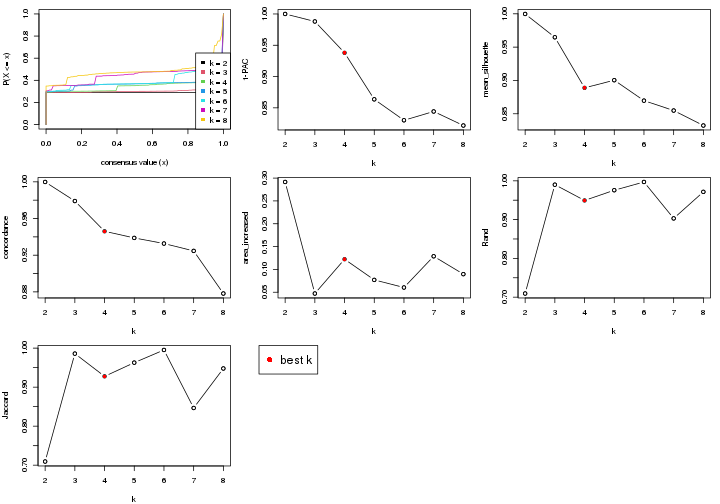 P(X <= x)
0.0 0.2 0.4 0.6 0.8 1.0
k = 2
k = 3
k = 4
k = 5
k = 6
k = 7
k = 8
0.0 0.2 0.4 0.6 0.8 1.0
consensus value (x)
1-PAC
0.85 0.90 0.95 1.00
2 3 4 5 6 7 8
k
mean_silhouette
0.85 0.90 0.95 1.00
2 3 4 5 6 7 8
k
concordance
0.88 0.92 0.96 1.00
2 3 4 5 6 7 8
k
area_increased
0.05 0.10 0.15 0.20 0.25 0.30
2 3 4 5 6 7 8
k
Rand
0.70 0.80 0.90 1.00
2 3 4 5 6 7 8
k
Jaccard
0.70 0.80 0.90 1.00
2 3 4 5 6 7 8
k
best k